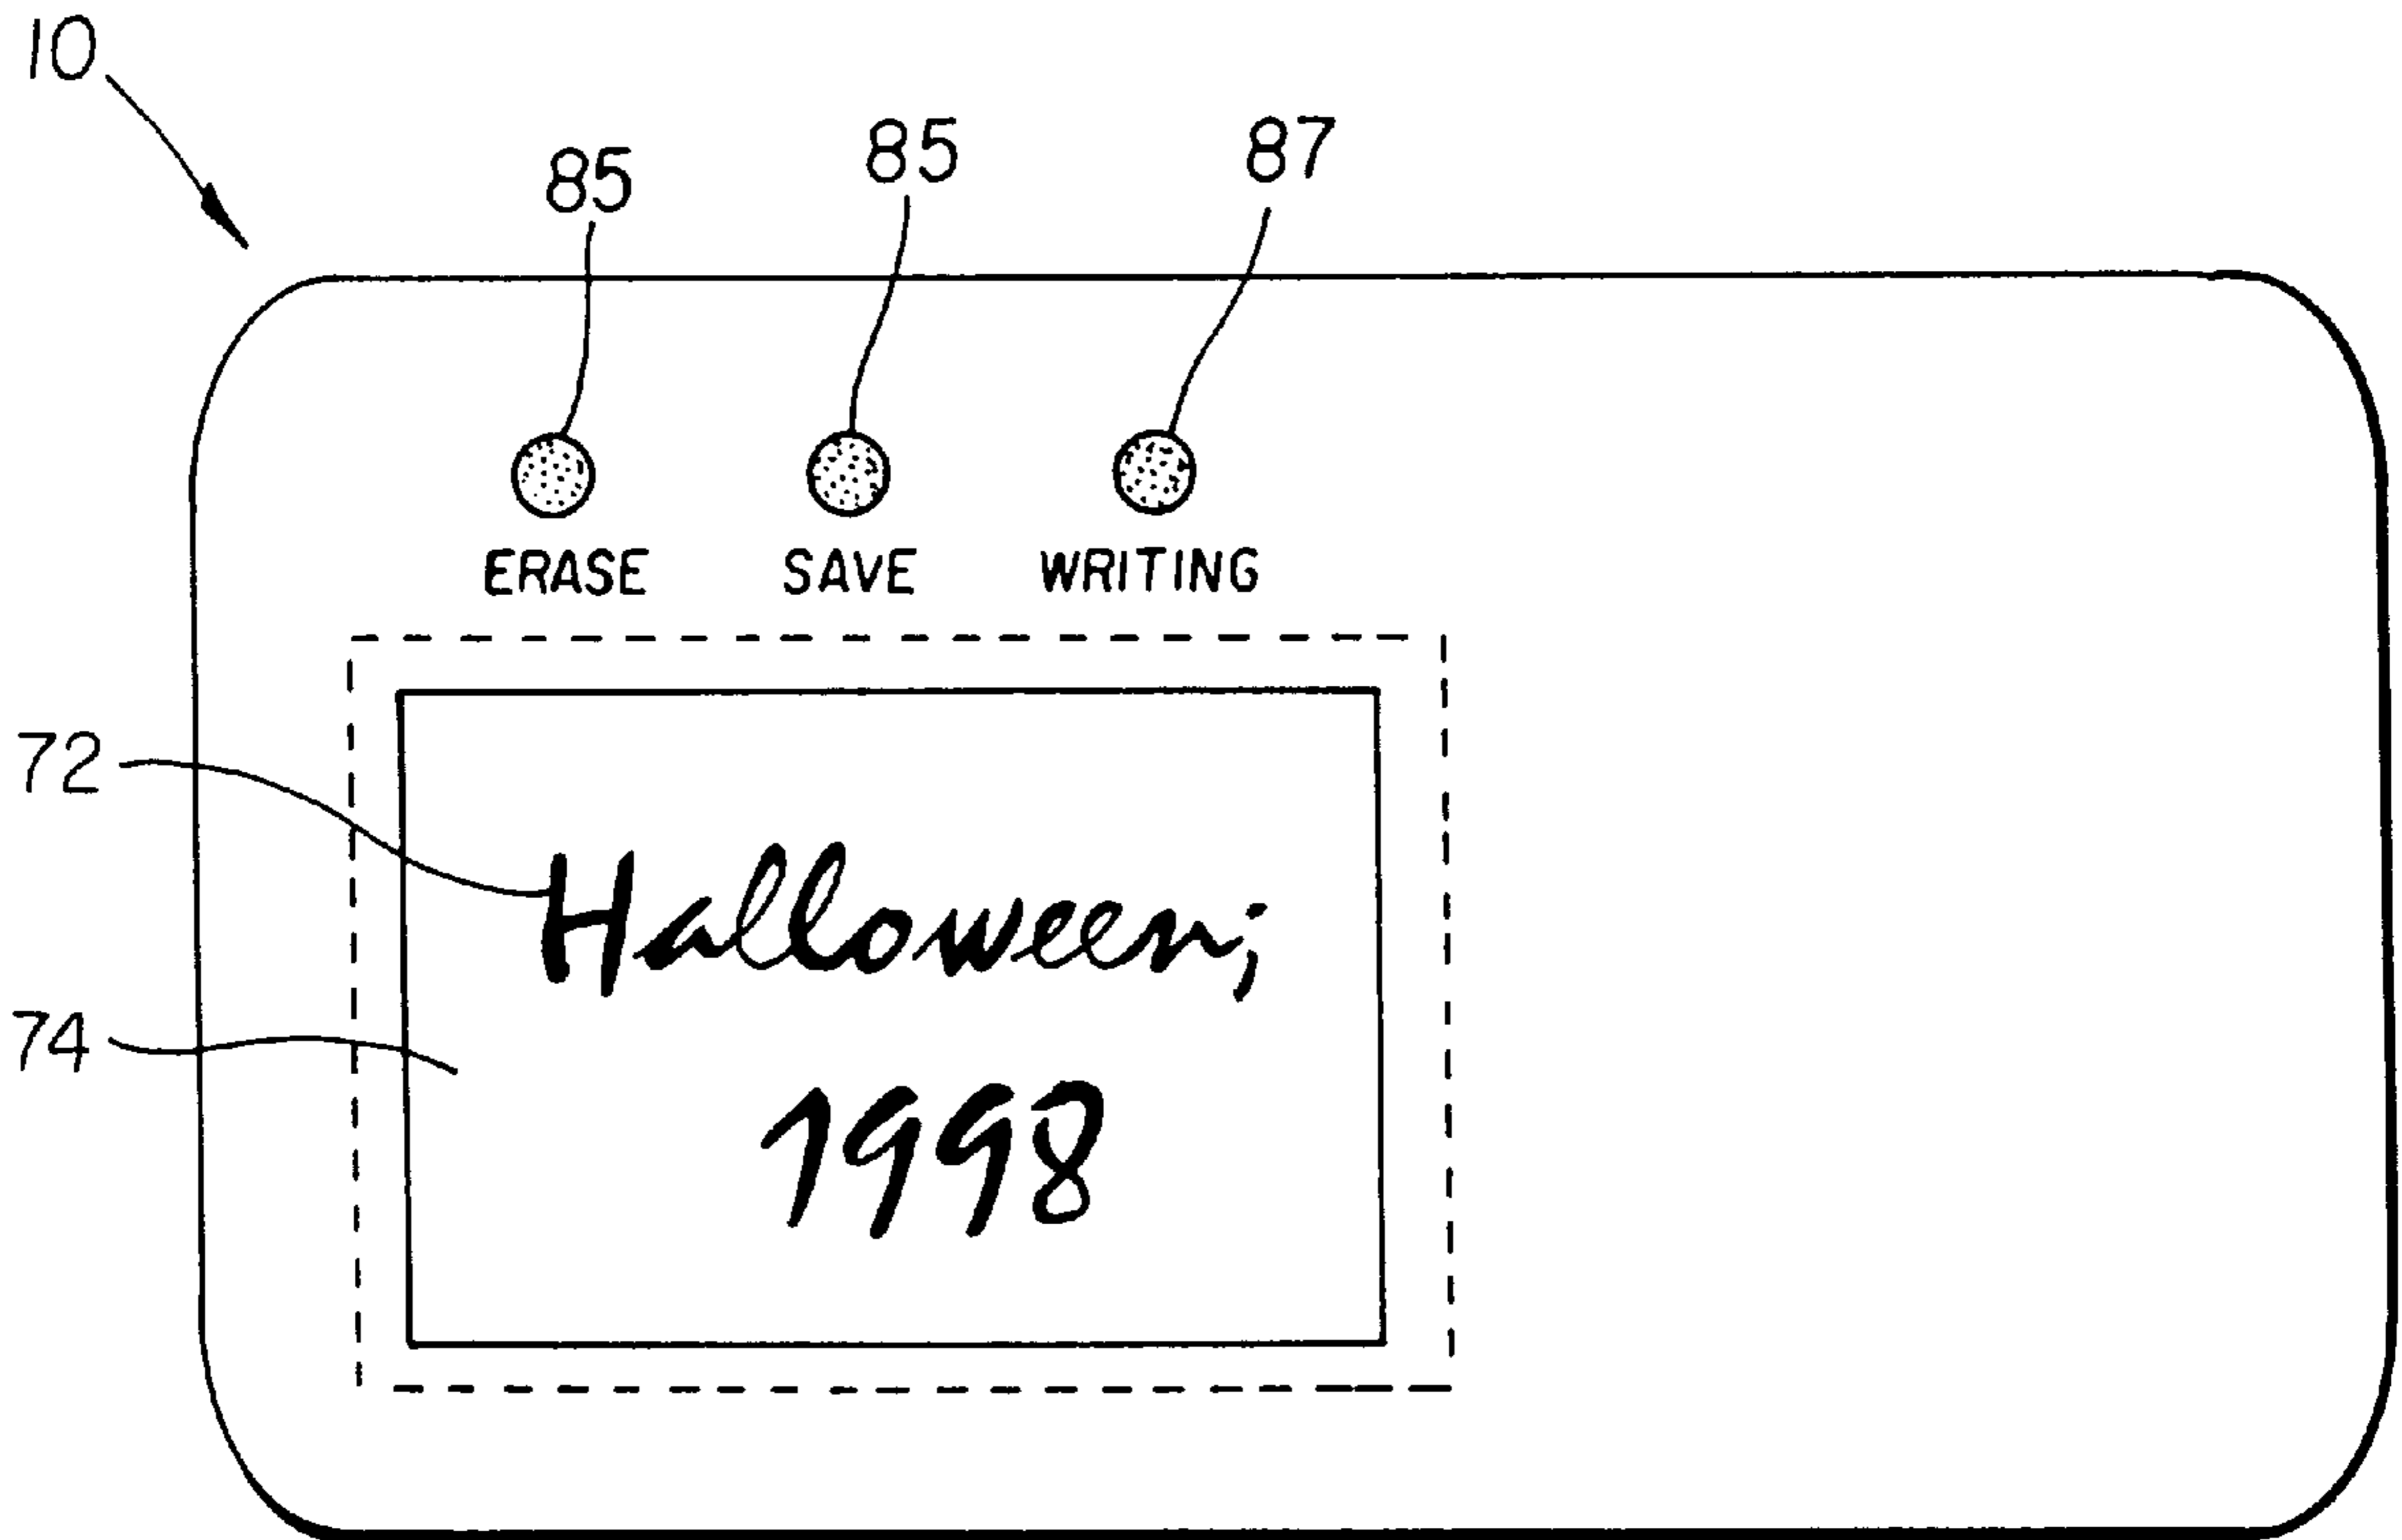 10
85 85 87
ERASE SAVE WRITING
72
Halloween;
74
1998